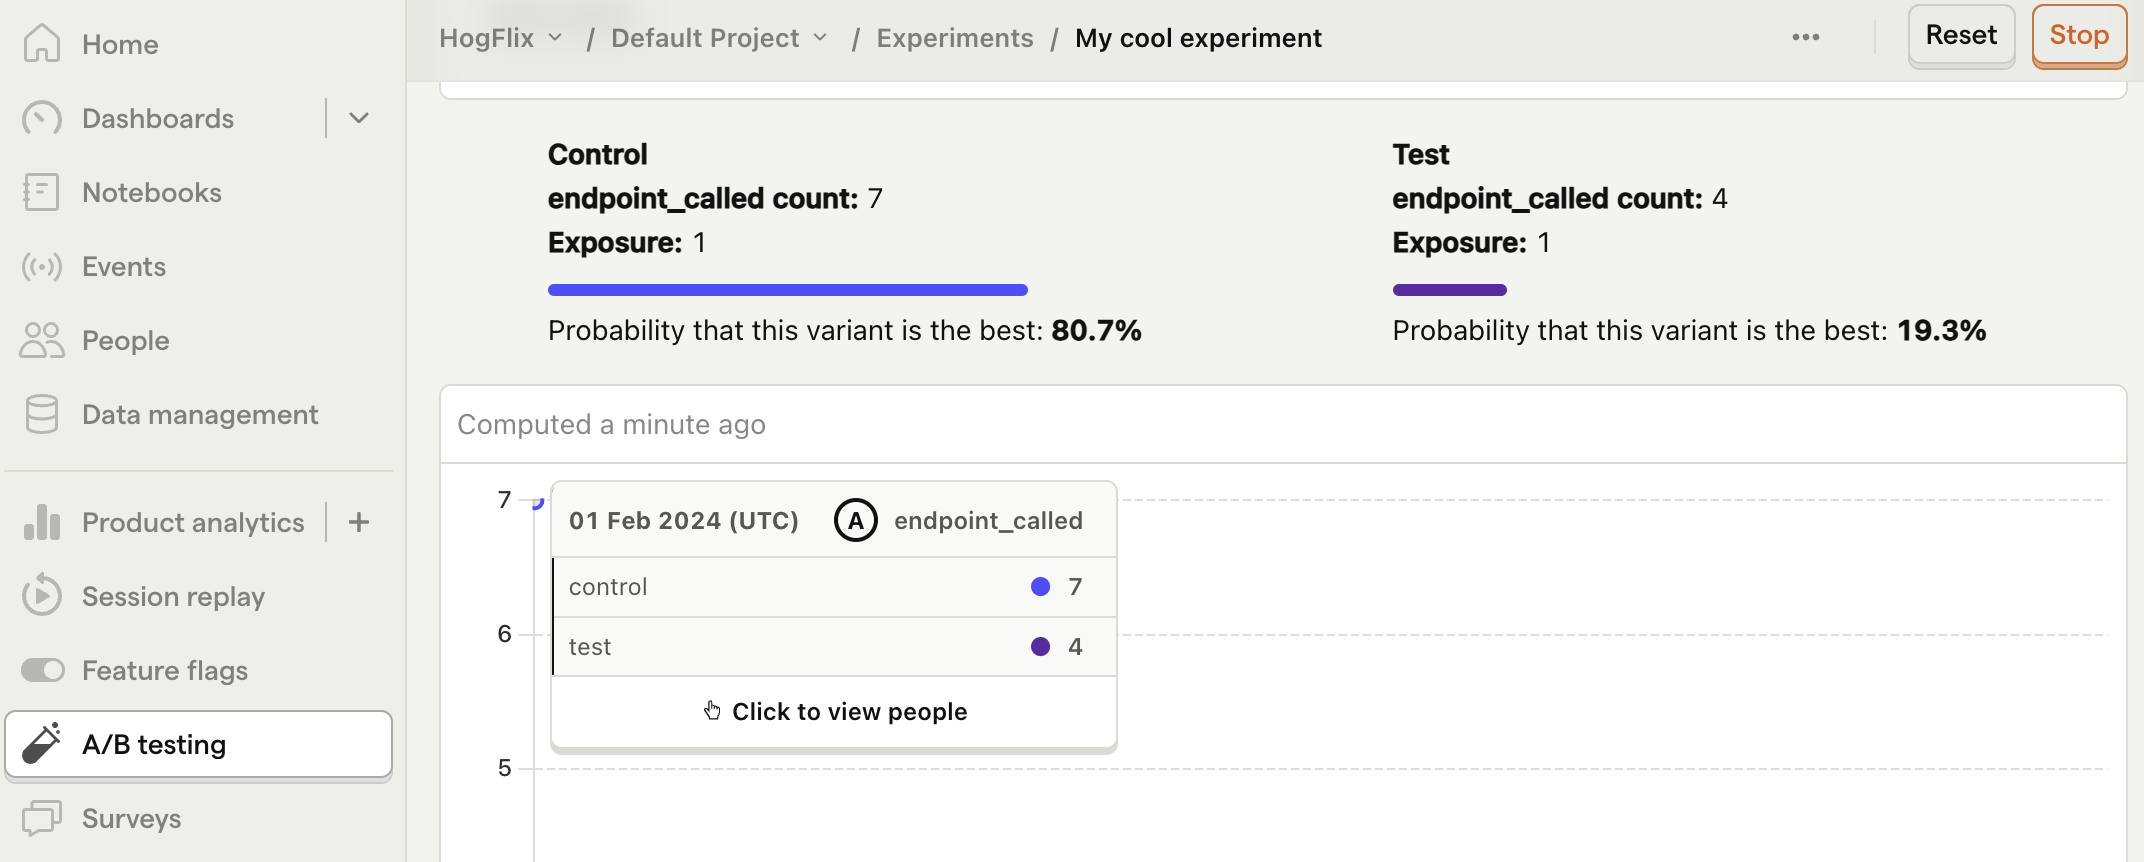 Home
Dashboards
Notebooks
Events
People
Data management
Product analytics
Session replay
Feature flags
A/B testing
Surveys
HogFlix / Default Project / Experiments / My cool experiment
Reset
Stop
Control
endpoint_called count: 7
Exposure: 1
Probability that this variant is the best: 80.7%
Test
endpoint_called count: 4
Exposure: 1
Probability that this variant is the best: 19.3%
Computed a minute ago
7
6
5
01 Feb 2024 (UTC) A endpoint_called
control 7
test 4
Click to view people